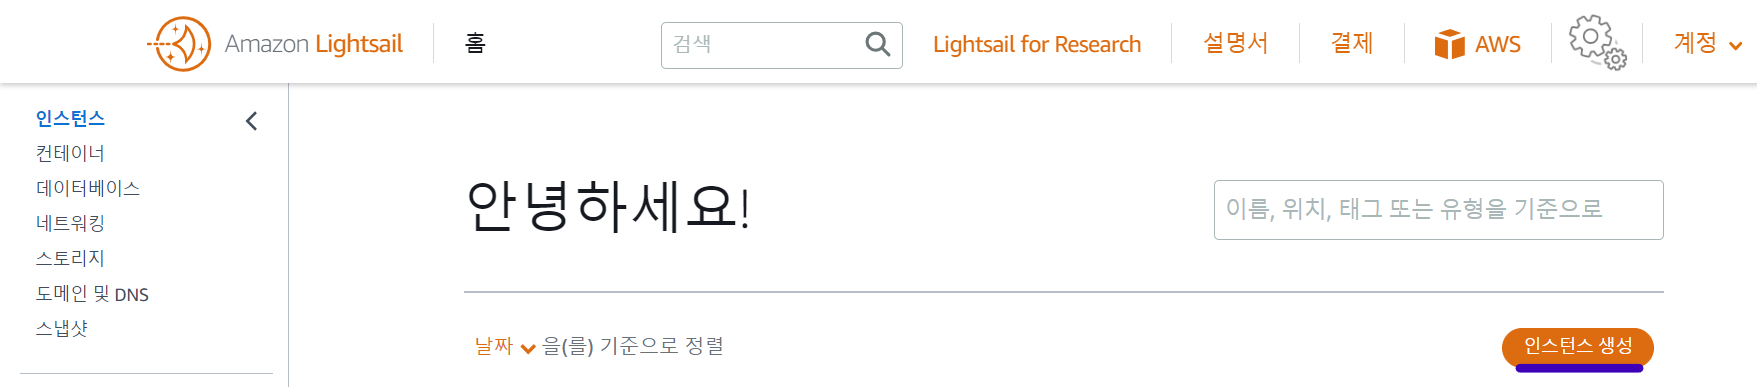 Amazon Lightsail
홈
검색
Lightsail for Research
설명서
결제
AWS
계정
인스턴스
컨테이너
데이터베이스
네트워킹
스토리지
도메인 및 DNS
스냅샷
안녕하세요!
이름, 위치, 태그 또는 유형을 기준으로
날짜 을(를) 기준으로 정렬
인스턴스 생성